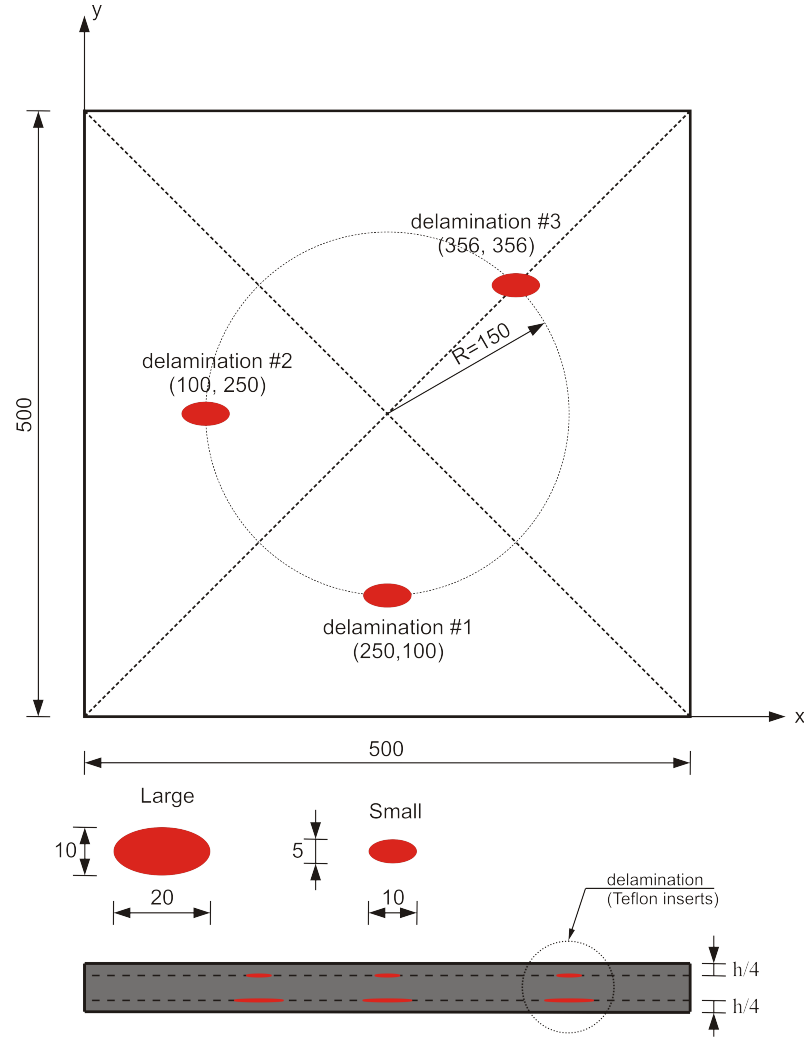 y
delamination #3
(356, 356)
R=150
delamination #2
(100, 250)
500
delamination #1
(250,100)
x
500
Large
Small
10
5
20
10
delamination
(Teflon inserts)
h/4
h/4